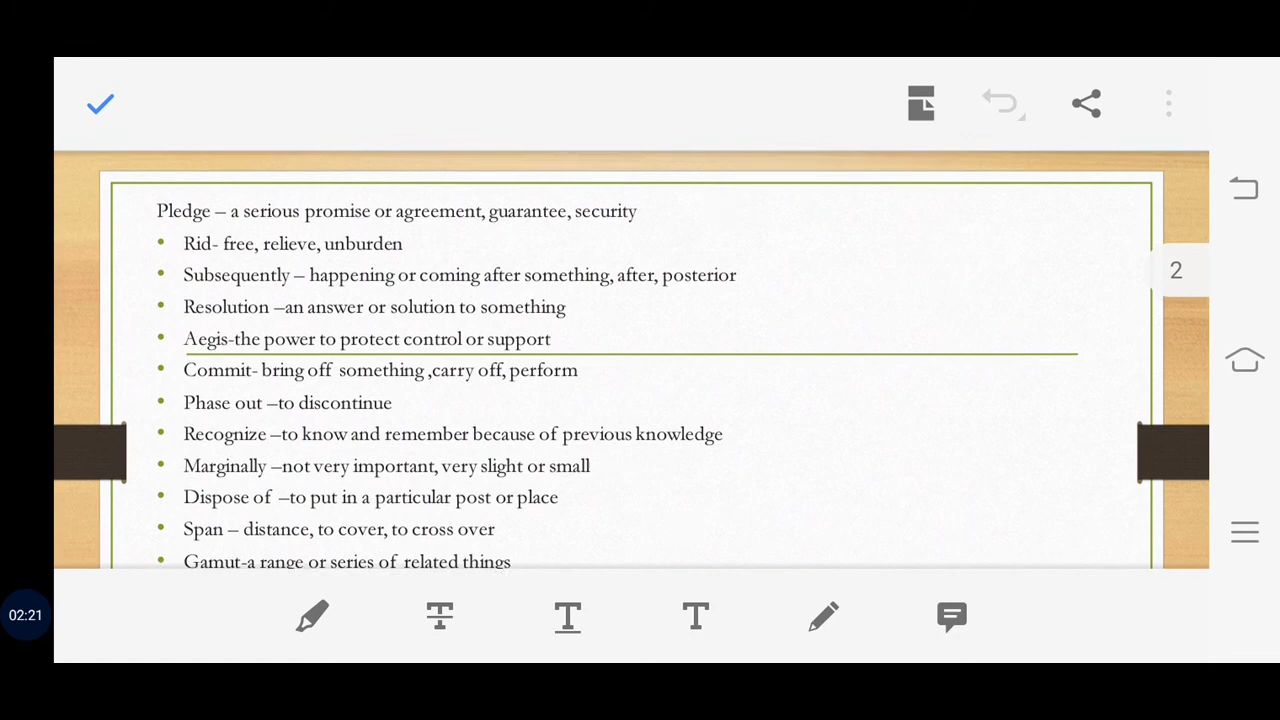 Pledge – a serious promise or agreement, guarantee, security
• Rid- free, relieve, unburden
• Subsequently – happening or coming after something, after, posterior
2
• Resolution –an answer or solution to something
• Aegis-the power to protect control or support
• Commit- bring off something ,carry off, perform
• Phase out –to discontinue
• Recognize –to know and remember because of previous knowledge
• Marginally –not very important, very slight or small
• Dispose of –to put in a particular post or place
• Span – distance, to cover, to cross over
• Gamut-a range or series of related things
02:21